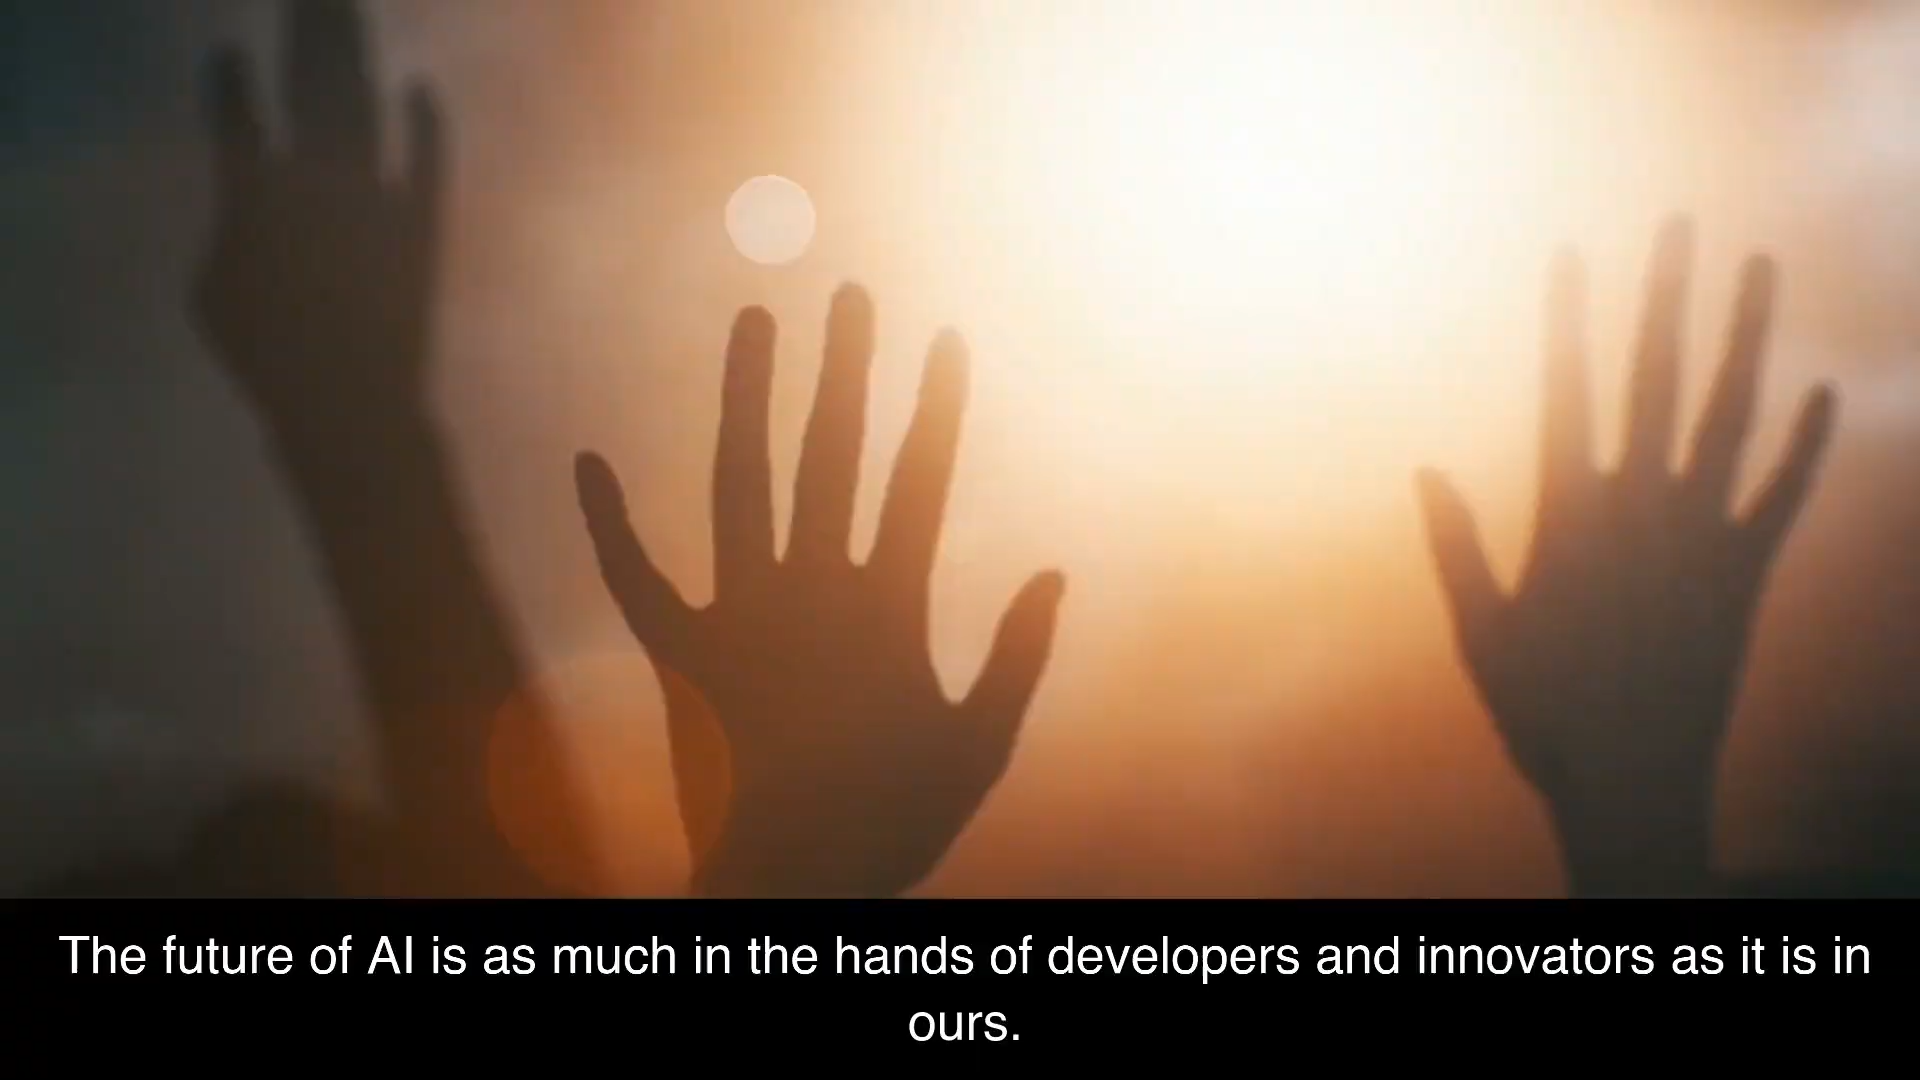 The future of AI is as much in the hands of developers and innovators as it is in
ours.